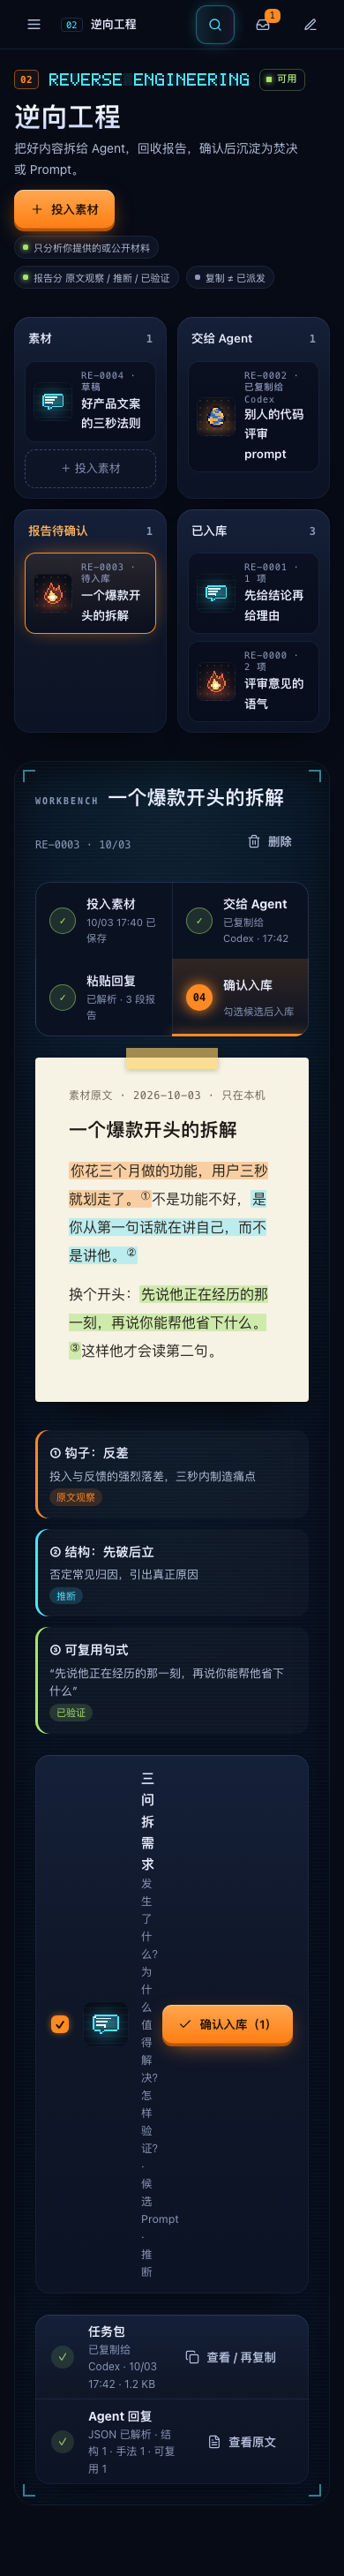 02 逆向工程
1
02 REVERSE ENGINEERING 可用
逆向工程
把好内容拆给 Agent，回收报告，确认后沉淀为焚决
或 Prompt。
+ 投入素材
只分析你提供的或公开材料
报告分 原文观察 / 推断 / 已验证
复制 ≠ 已派发
素材 1
RE-0004 ·
草稿
好产品文案
的三秒法则
+ 投入素材
交给 Agent 1
RE-0002 ·
已复制给
Codex
别人的代码
评审
prompt
报告待确认 1
RE-0003 ·
待入库
一个爆款开
头的拆解
已入库 3
RE-0001 ·
1 项
先给结论再
给理由
RE-0000 ·
2 项
评审意见的
语气
WORKBENCH 一个爆款开头的拆解
RE-0003 · 10/03 删除
投入素材
10/03 17:40 已
保存
交给 Agent
已复制给
Codex · 17:42
粘贴回复
已解析 · 3 段报
告
04
确认入库
勾选候选后入库
素材原文 · 2026-10-03 · 只在本机
一个爆款开头的拆解
你花三个月做的功能，用户三秒
就划走了。① 不是功能不好，是
你从第一句话就在讲自己，而不
是讲他。②
换个开头：先说他正在经历的那
一刻，再说你能帮他省下什么。
③ 这样他才会读第二句。
① 钩子：反差
投入与反馈的强烈落差，三秒内制造痛点
原文观察
② 结构：先破后立
否定常见归因，引出真正原因
推断
③ 可复用句式
“先说他正在经历的那一刻，再说你能帮他省下
什么”
已验证
三
问
拆
需
求
发
生
了
什
么?
为
什
么
值
得
解
决?
怎
样
验
证?
·
候
选
Prompt
·
推
断
确认入库（1）
任务包
已复制给
Codex · 10/03
17:42 · 1.2 KB
查看 / 再复制
Agent 回复
JSON 已解析 · 结
构 1 · 手法 1 · 可复
用 1
查看原文